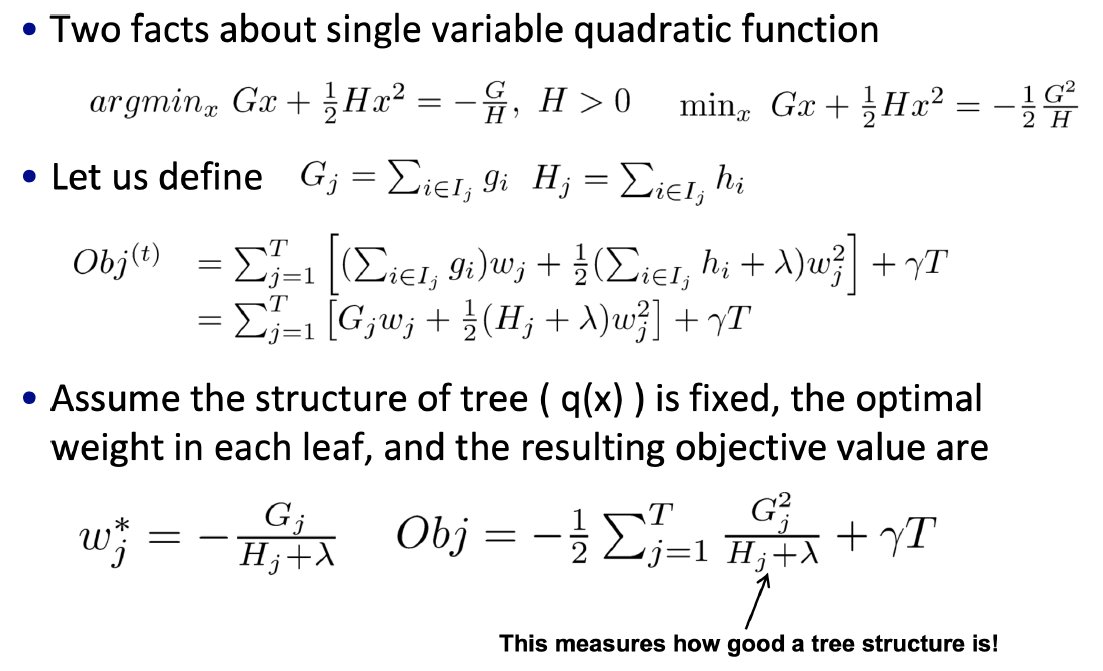 • Two facts about single variable quadratic function
$argmin_x \; Gx + \frac{1}{2}Hx^2 = -\frac{G}{H}, \; H > 0 \quad \min_x \; Gx + \frac{1}{2}Hx^2 = -\frac{1}{2}\frac{G^2}{H}$
• Let us define $G_j = \sum_{i \in I_j} g_i \; H_j = \sum_{i \in I_j} h_i$
$Obj^{(t)} = \sum_{j=1}^{T} \left[ (\sum_{i \in I_j} g_i) w_j + \frac{1}{2} (\sum_{i \in I_j} h_i + \lambda) w_j^2 \right] + \gamma T$
$= \sum_{j=1}^{T} \left[ G_j w_j + \frac{1}{2} (H_j + \lambda) w_j^2 \right] + \gamma T$
• Assume the structure of tree ( q(x) ) is fixed, the optimal
weight in each leaf, and the resulting objective value are
$w_j^* = -\frac{G_j}{H_j + \lambda} \quad Obj = -\frac{1}{2} \sum_{j=1}^{T} \frac{G_j^2}{H_j + \lambda} + \gamma T$
This measures how good a tree structure is!